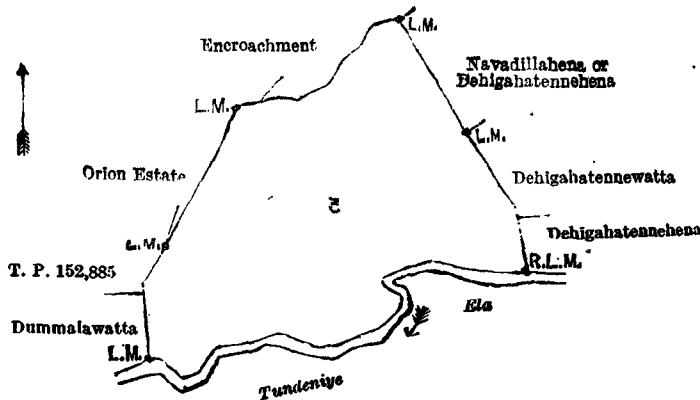 L.M.
Encroachment
Navadillahena or
Dehigahatennehena
L.M.
L.M.
Orion Estate
Dehigahatennewatta
Dehigahatennehena
L.M.
R.L.M.
T. P. 152,885
Ela
Dummalawatta
L.M.
Tundeniye